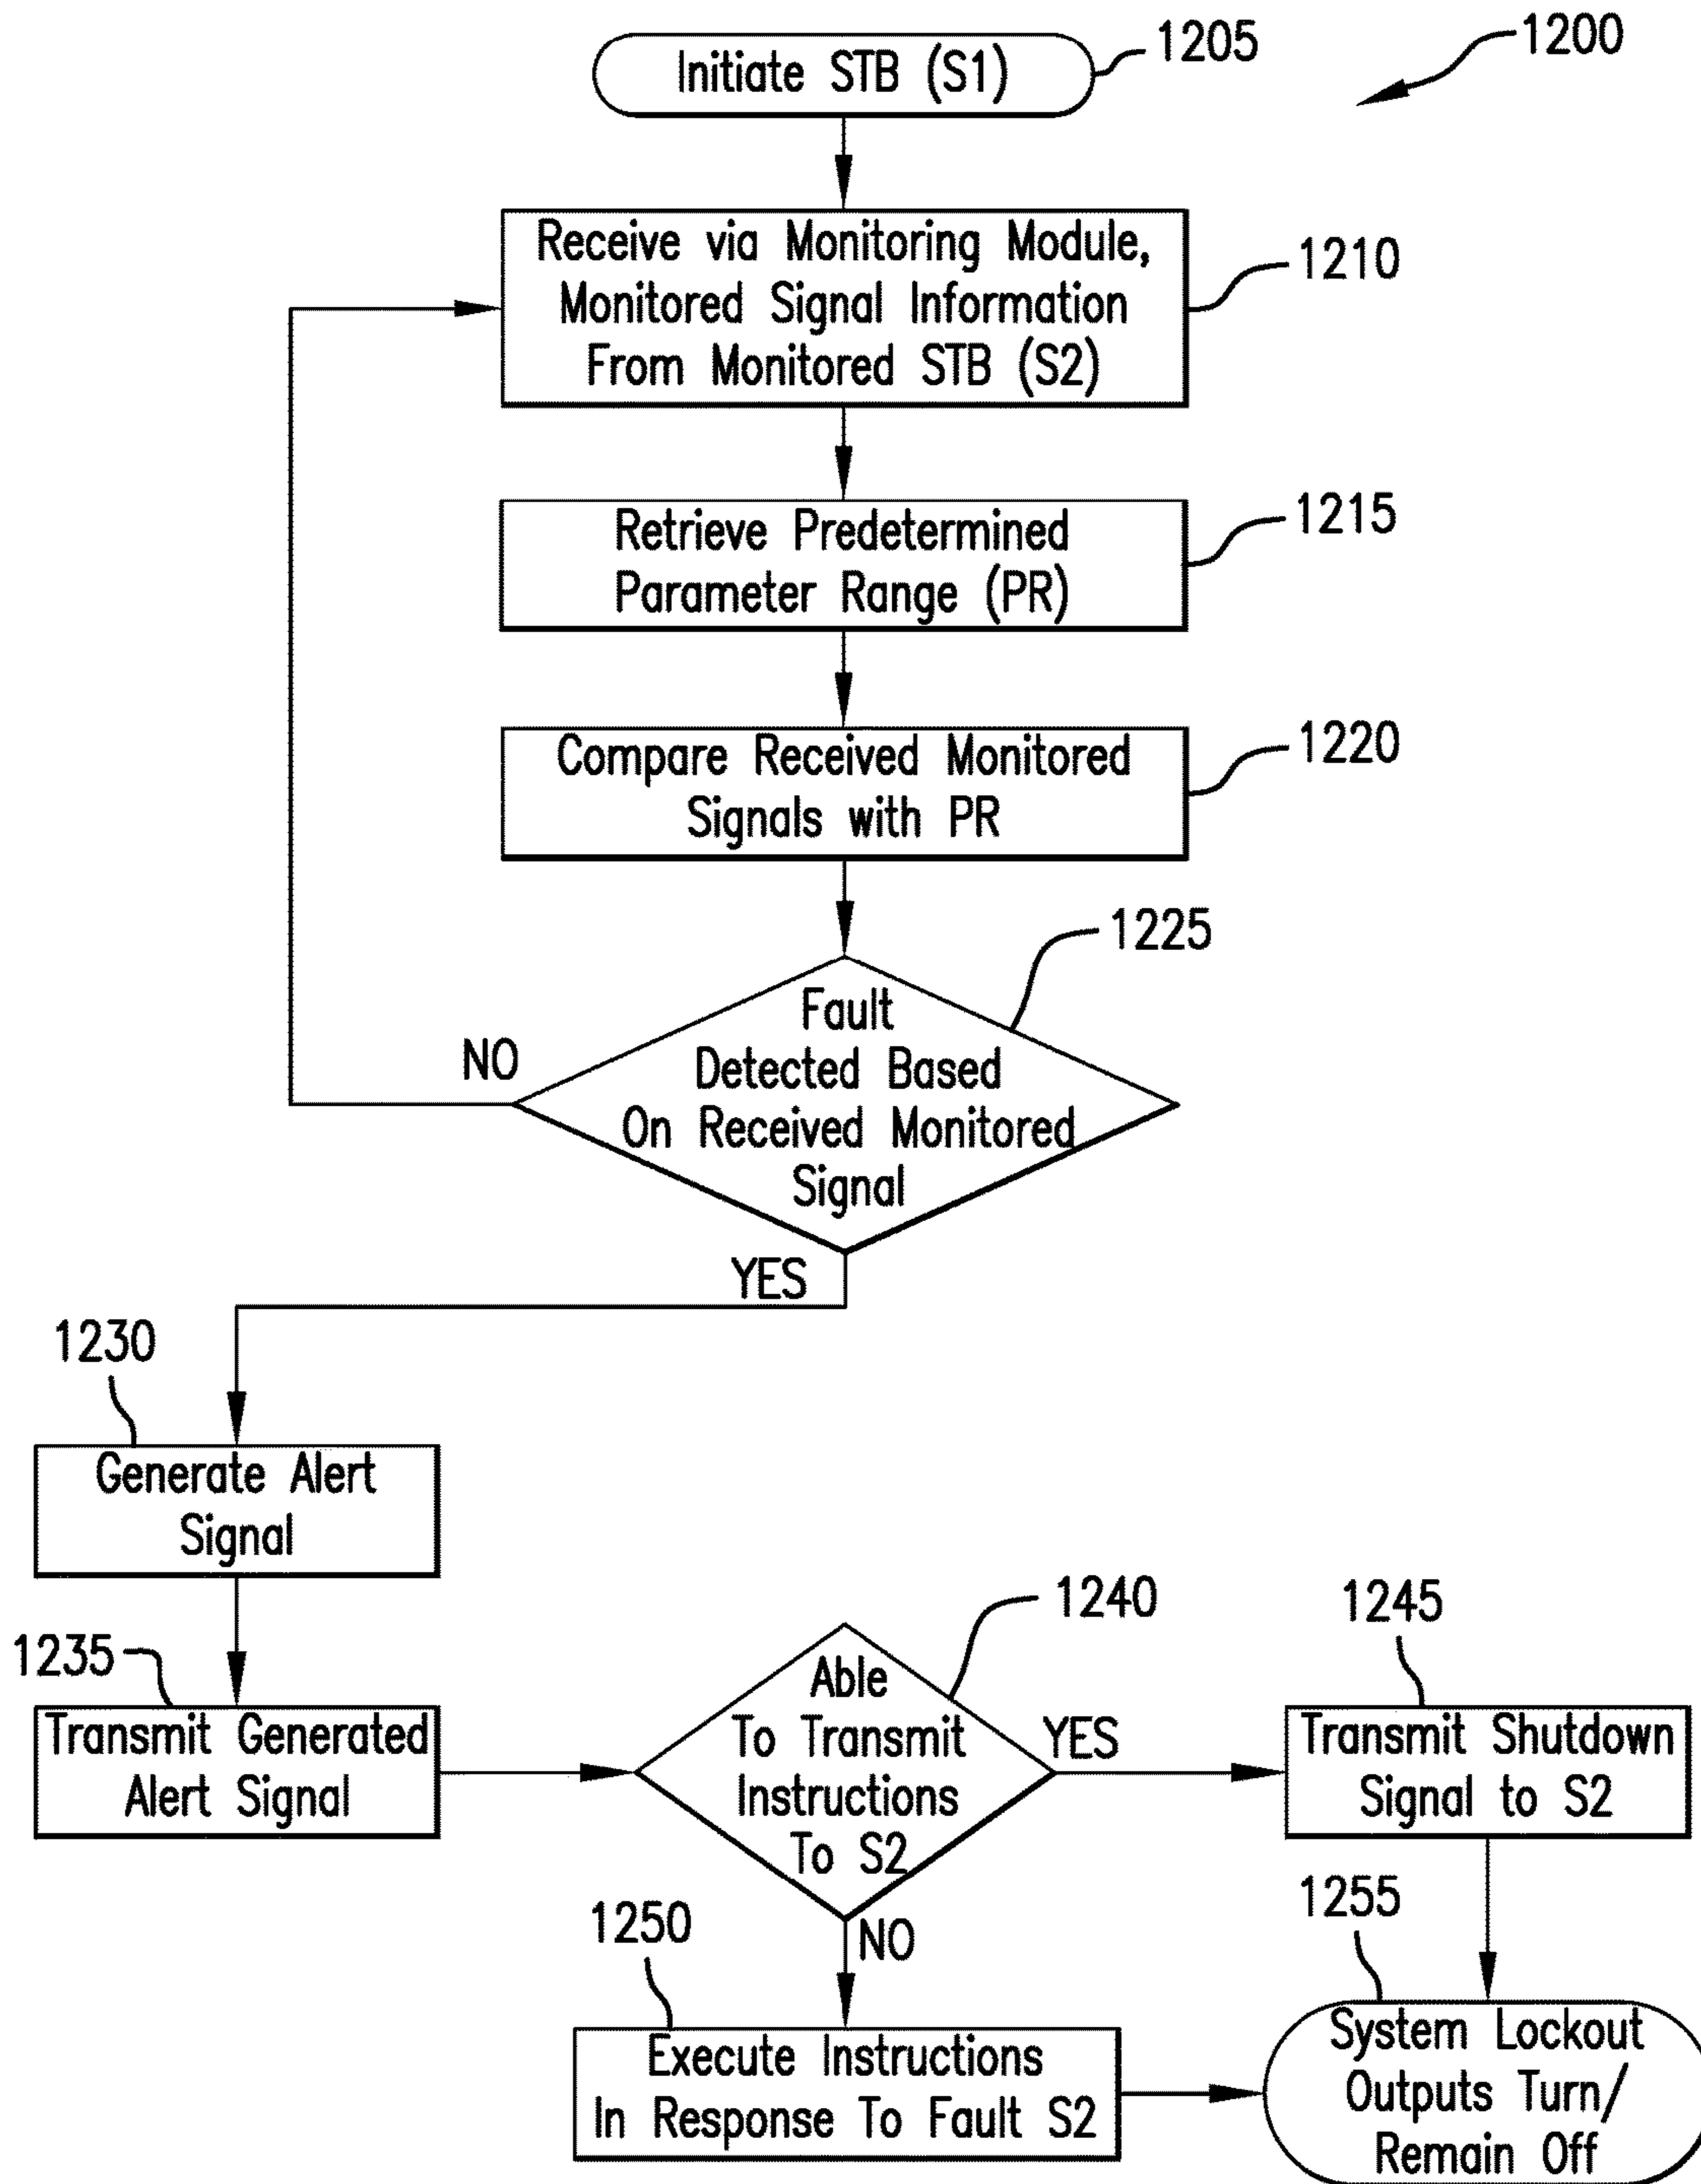 1200
Initiate STB (S1)
1205
Receive via Monitoring Module,
Monitored Signal Information
From Monitored STB (S2)
1210
Retrieve Predetermined
Parameter Range (PR)
1215
Compare Received Monitored
Signals with PR
1220
1225
Fault
Detected Based
On Received Monitored
Signal
NO
YES
1230
Generate Alert
Signal
1235
Transmit Generated
Alert Signal
1240
Able
To Transmit
Instructions
To S2
YES
1245
Transmit Shutdown
Signal to S2
NO
1250
Execute Instructions
In Response To Fault S2
1255
System Lockout
Outputs Turn/
Remain Off